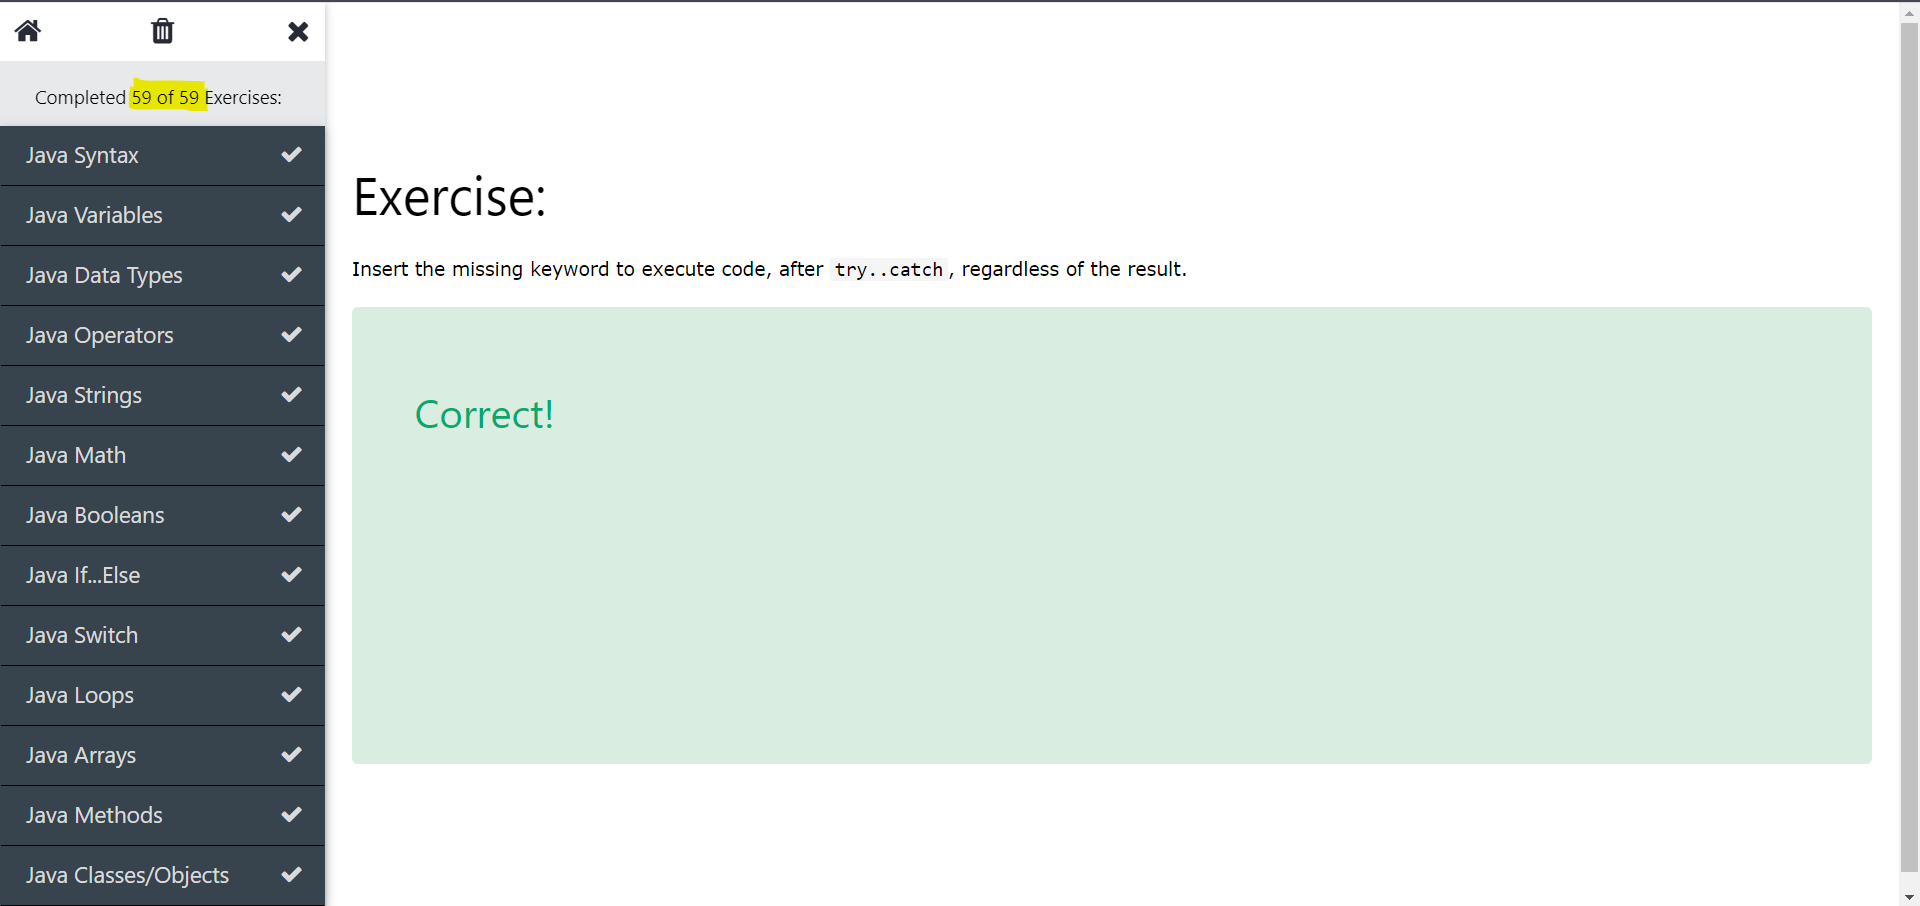 Completed 59 of 59 Exercises:
Java Syntax
Java Variables
Java Data Types
Java Operators
Java Strings
Java Math
Java Booleans
Java If...Else
Java Switch
Java Loops
Java Arrays
Java Methods
Java Classes/Objects
Exercise:
Insert the missing keyword to execute code, after try..catch, regardless of the result.
Correct!